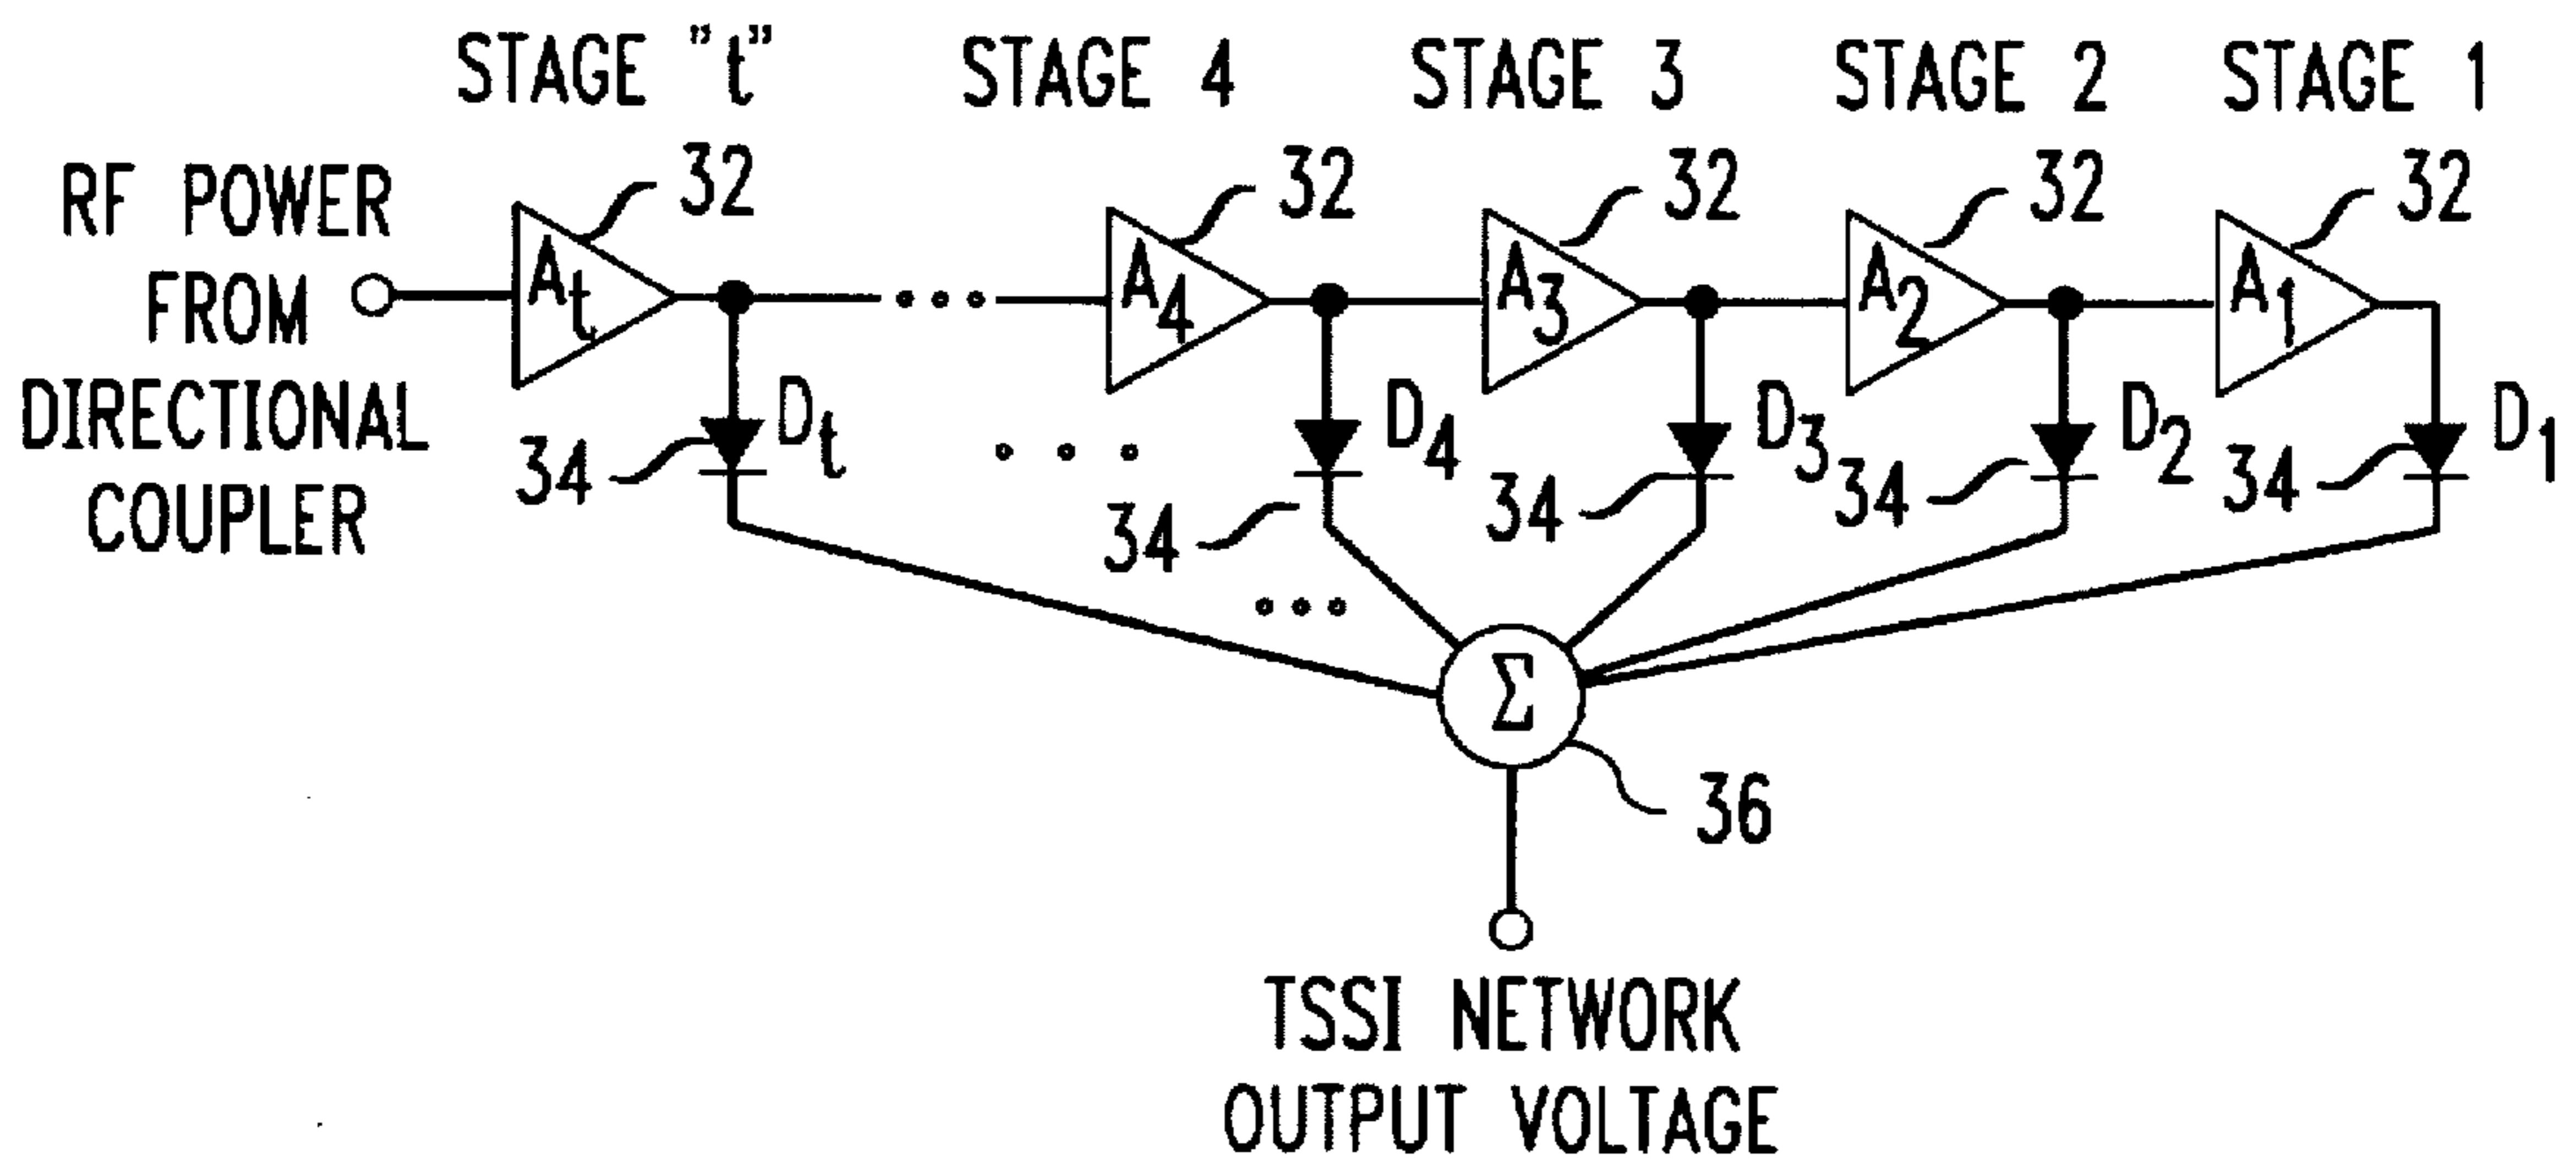 STAGE "t" STAGE 4 STAGE 3 STAGE 2 STAGE 1
32 32 32 32 32
RF POWER
FROM
DIRECTIONAL
COUPLER
At A4 A3 A2 A1
Dt D4 D3 D2 D1
34 34 34 34 34
Σ
36
TSSI NETWORK
OUTPUT VOLTAGE